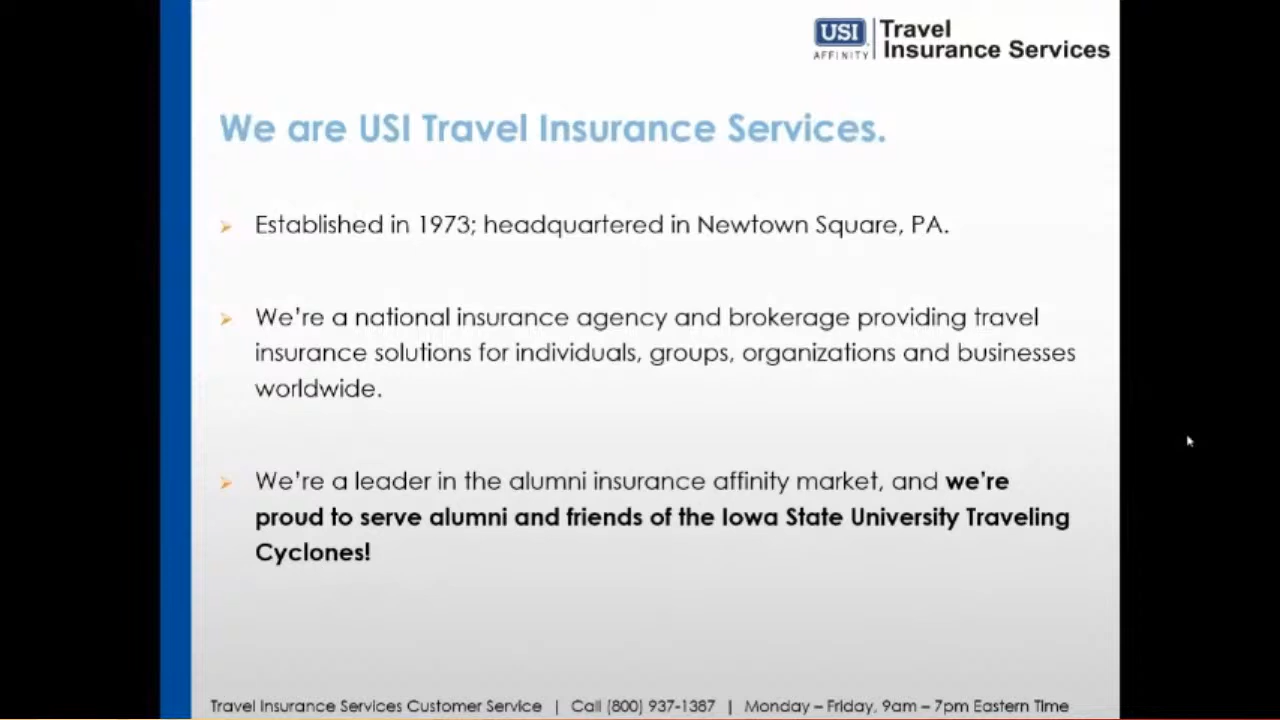 USI
AFFINITY
Travel
Insurance Services
We are USI Travel Insurance Services.
Established in 1973; headquartered in Newtown Square, PA.
We're a national insurance agency and brokerage providing travel
insurance solutions for individuals, groups, organizations and businesses
worldwide.
We're a leader in the alumni insurance affinity market, and we're
proud to serve alumni and friends of the Iowa State University Traveling
Cyclones!
Travel Insurance Services Customer Service | Call (800) 937-1387 | Monday – Friday, 9am – 7pm Eastern Time